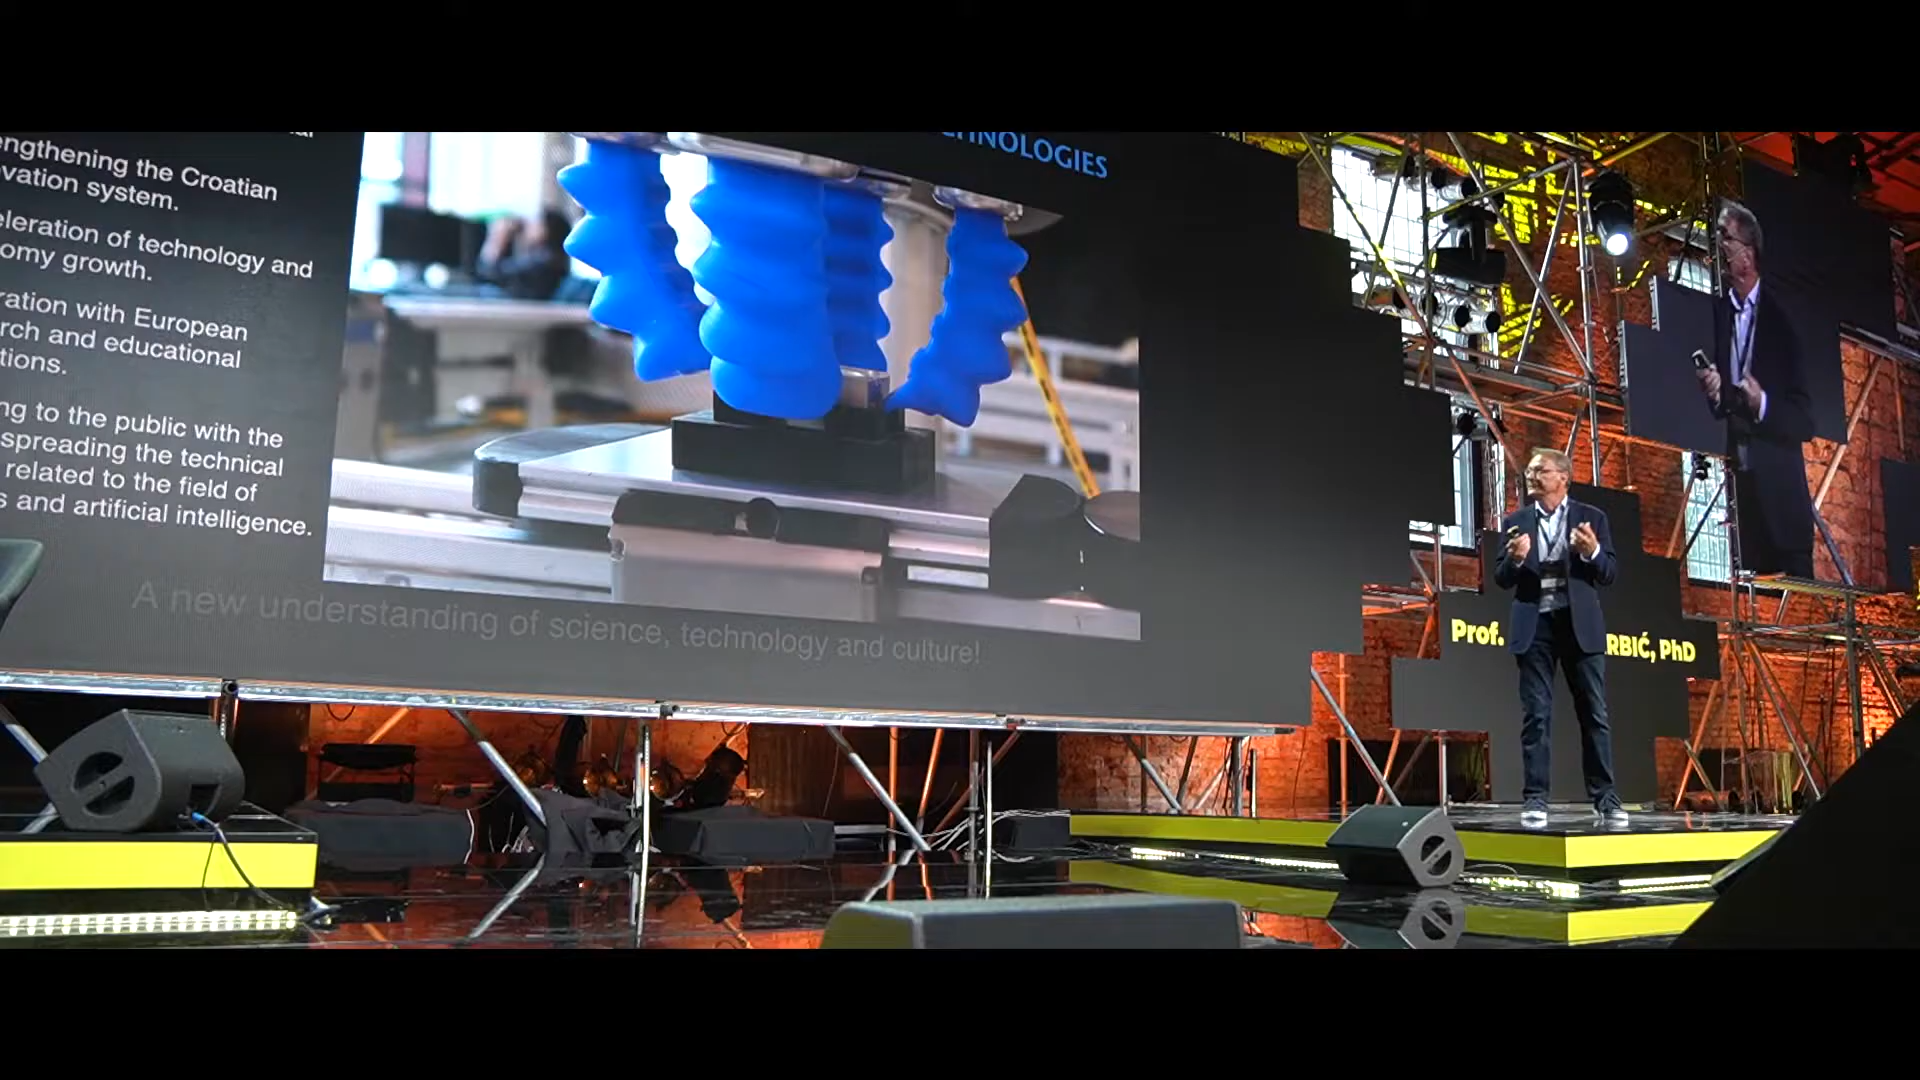 engthening the Croatian
vation system.
eleration of technology and
omy growth.
ration with European
rch and educational
tions.
ng to the public with the
spreading the technical
related to the field of
s and artificial intelligence.
CHNOLOGIES
A new understanding of science, technology and culture!
Prof. RBIĆ, PhD